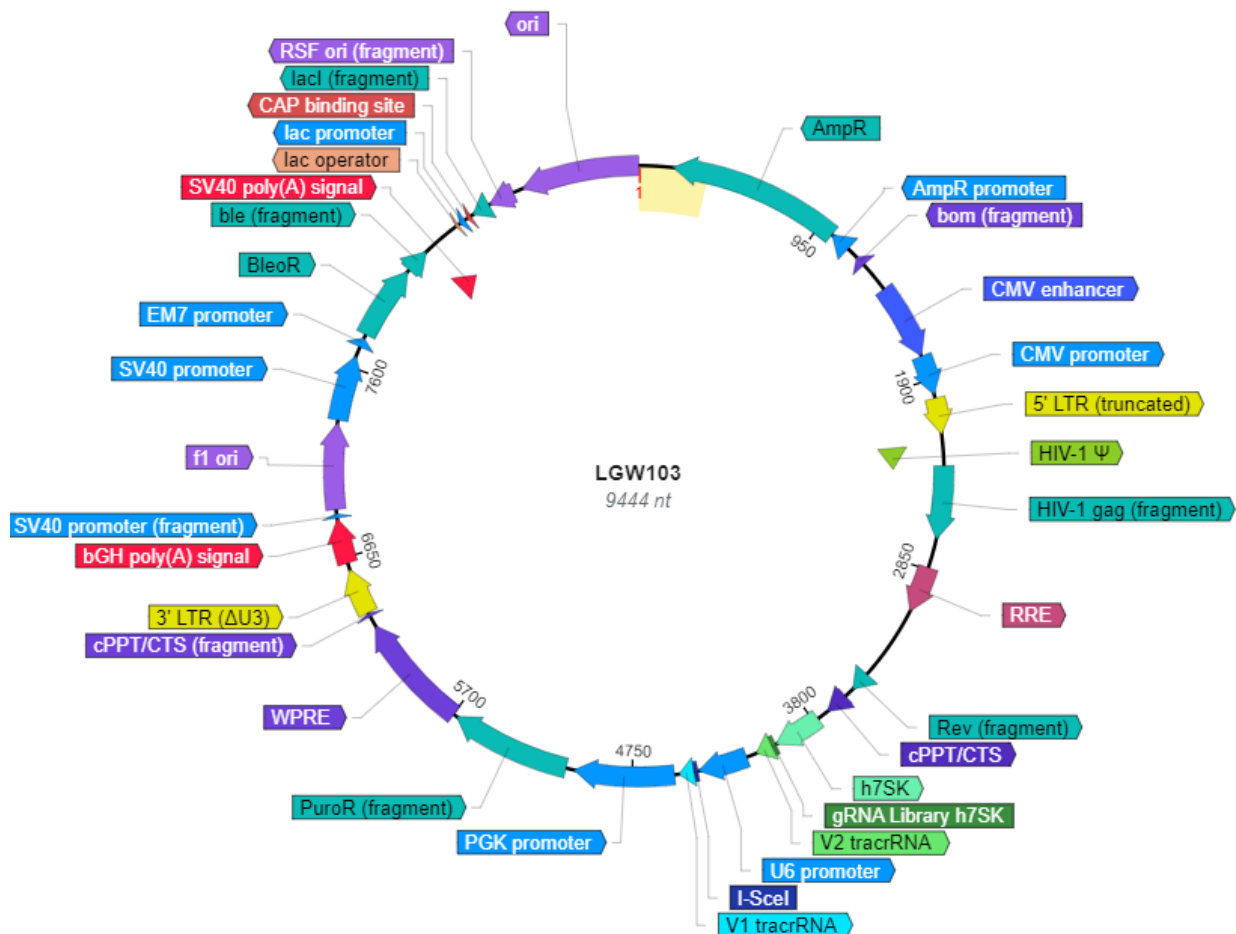 ori
RSF ori (fragment)
lacI (fragment)
CAP binding site
lac promoter
lac operator
SV40 poly(A) signal
ble (fragment)
BleoR
EM7 promoter
SV40 promoter
f1 ori
SV40 promoter (fragment)
bGH poly(A) signal
3' LTR (ΔU3)
cPPT/CTS (fragment)
WPRE
PuroR (fragment)
PGK promoter
AmpR
AmpR promoter
bom (fragment)
CMV enhancer
CMV promoter
5' LTR (truncated)
HIV-1 Ψ
HIV-1 gag (fragment)
RRE
Rev (fragment)
cPPT/CTS
h7SK
gRNA Library h7SK
V2 tracrRNA
U6 promoter
I-SceI
V1 tracrRNA
1
950
1900
2850
3800
4750
5700
6650
7600
LGW103
9444 nt